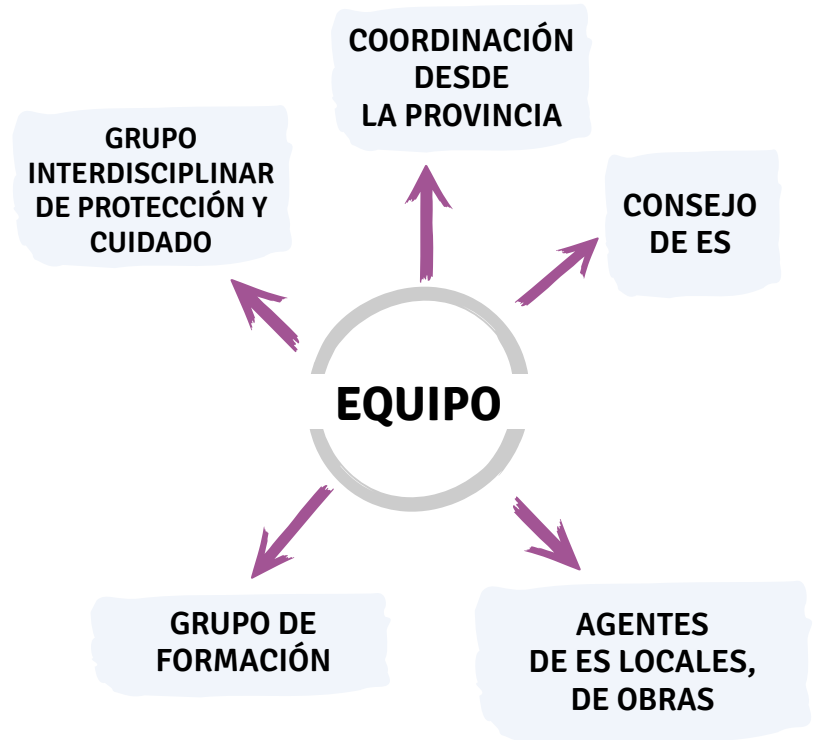 COORDINACIÓN
DESDE
LA PROVINCIA
GRUPO
INTERDISCIPLINAR
DE PROTECCIÓN Y
CUIDADO
CONSEJO
DE ES
EQUIPO
GRUPO DE
FORMACIÓN
AGENTES
DE ES LOCALES,
DE OBRAS